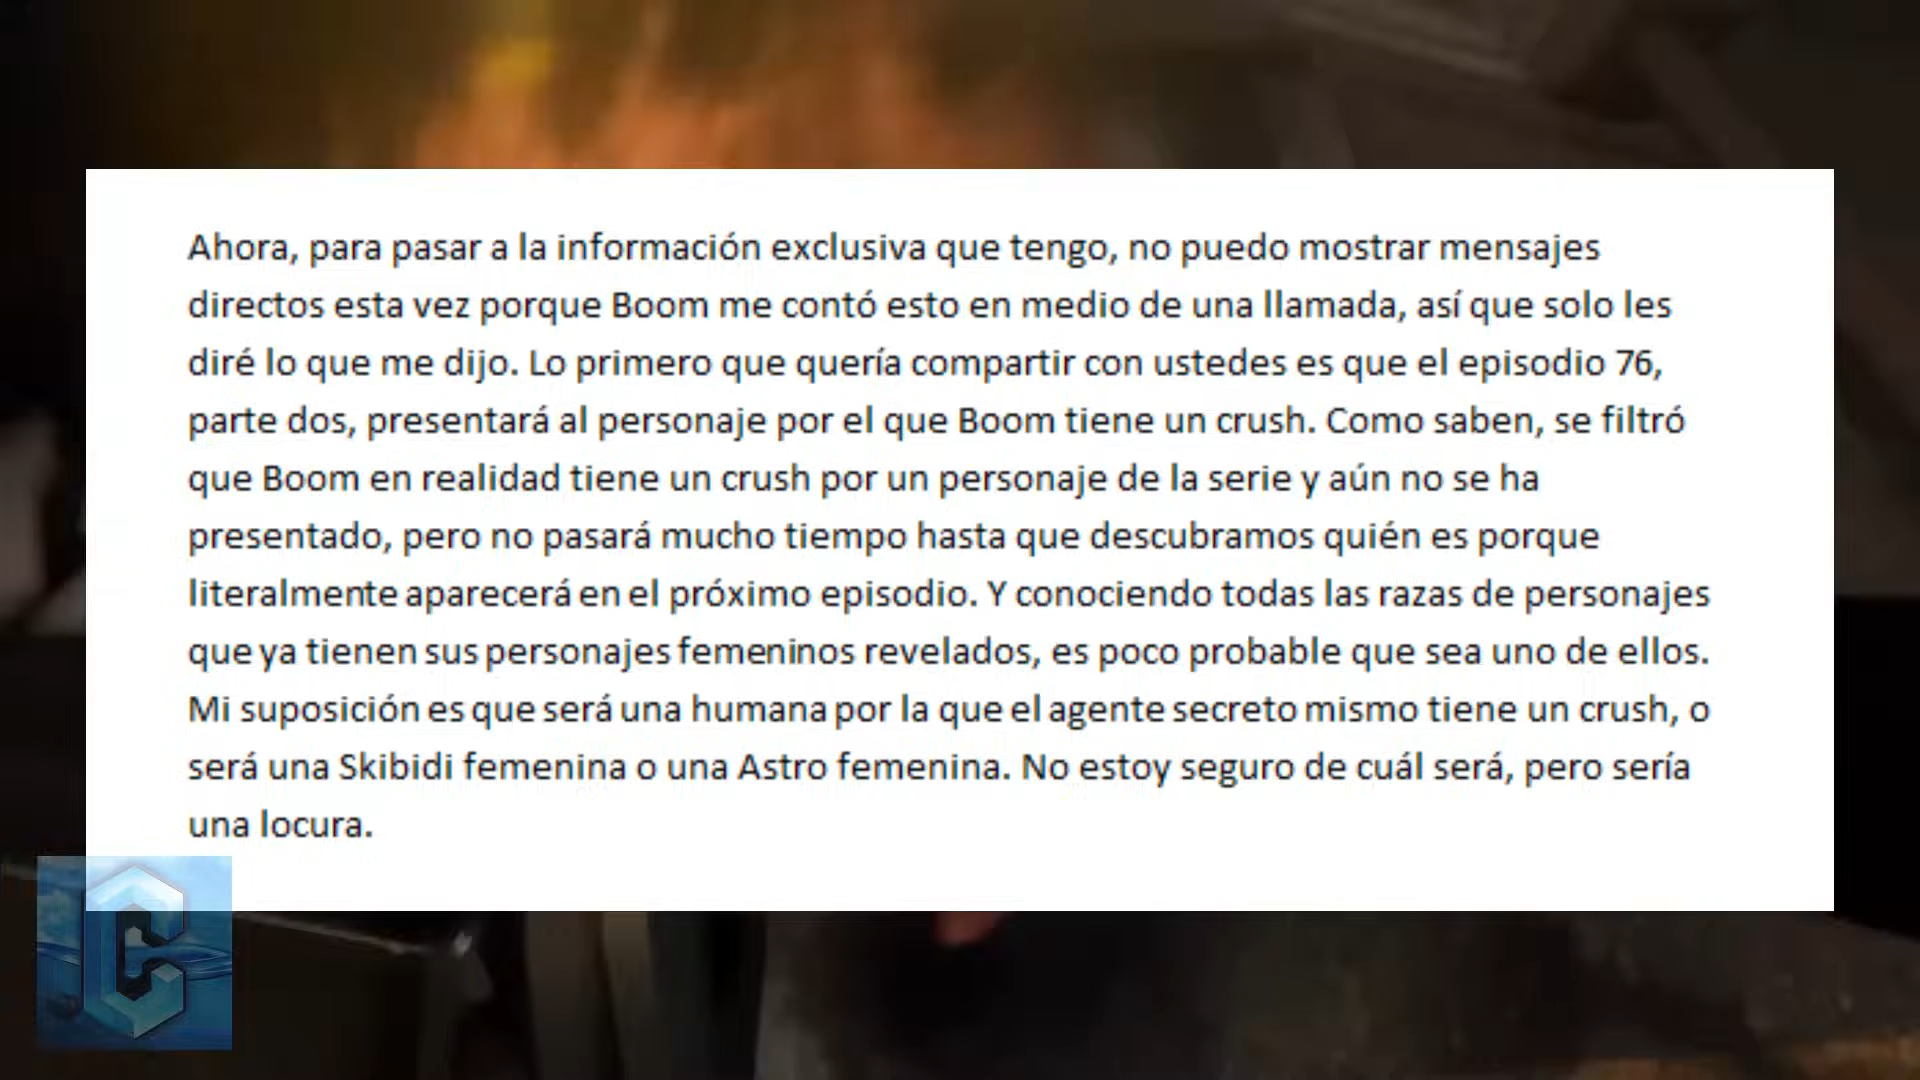 Ahora, para pasar a la información exclusiva que tengo, no puedo mostrar mensajes
directos esta vez porque Boom me contó esto en medio de una llamada, así que solo les
diré lo que me dijo. Lo primero que quería compartir con ustedes es que el episodio 76,
parte dos, presentará al personaje por el que Boom tiene un crush. Como saben, se filtró
que Boom en realidad tiene un crush por un personaje de la serie y aún no se ha
presentado, pero no pasará mucho tiempo hasta que descubramos quién es porque
literalmente aparecerá en el próximo episodio. Y conociendo todas las razas de personajes
que ya tienen sus personajes femeninos revelados, es poco probable que sea uno de ellos.
Mi suposición es que será una humana por la que el agente secreto mismo tiene un crush, o
será una Skibidi femenina o una Astro femenina. No estoy seguro de cuál será, pero sería
una locura.
C